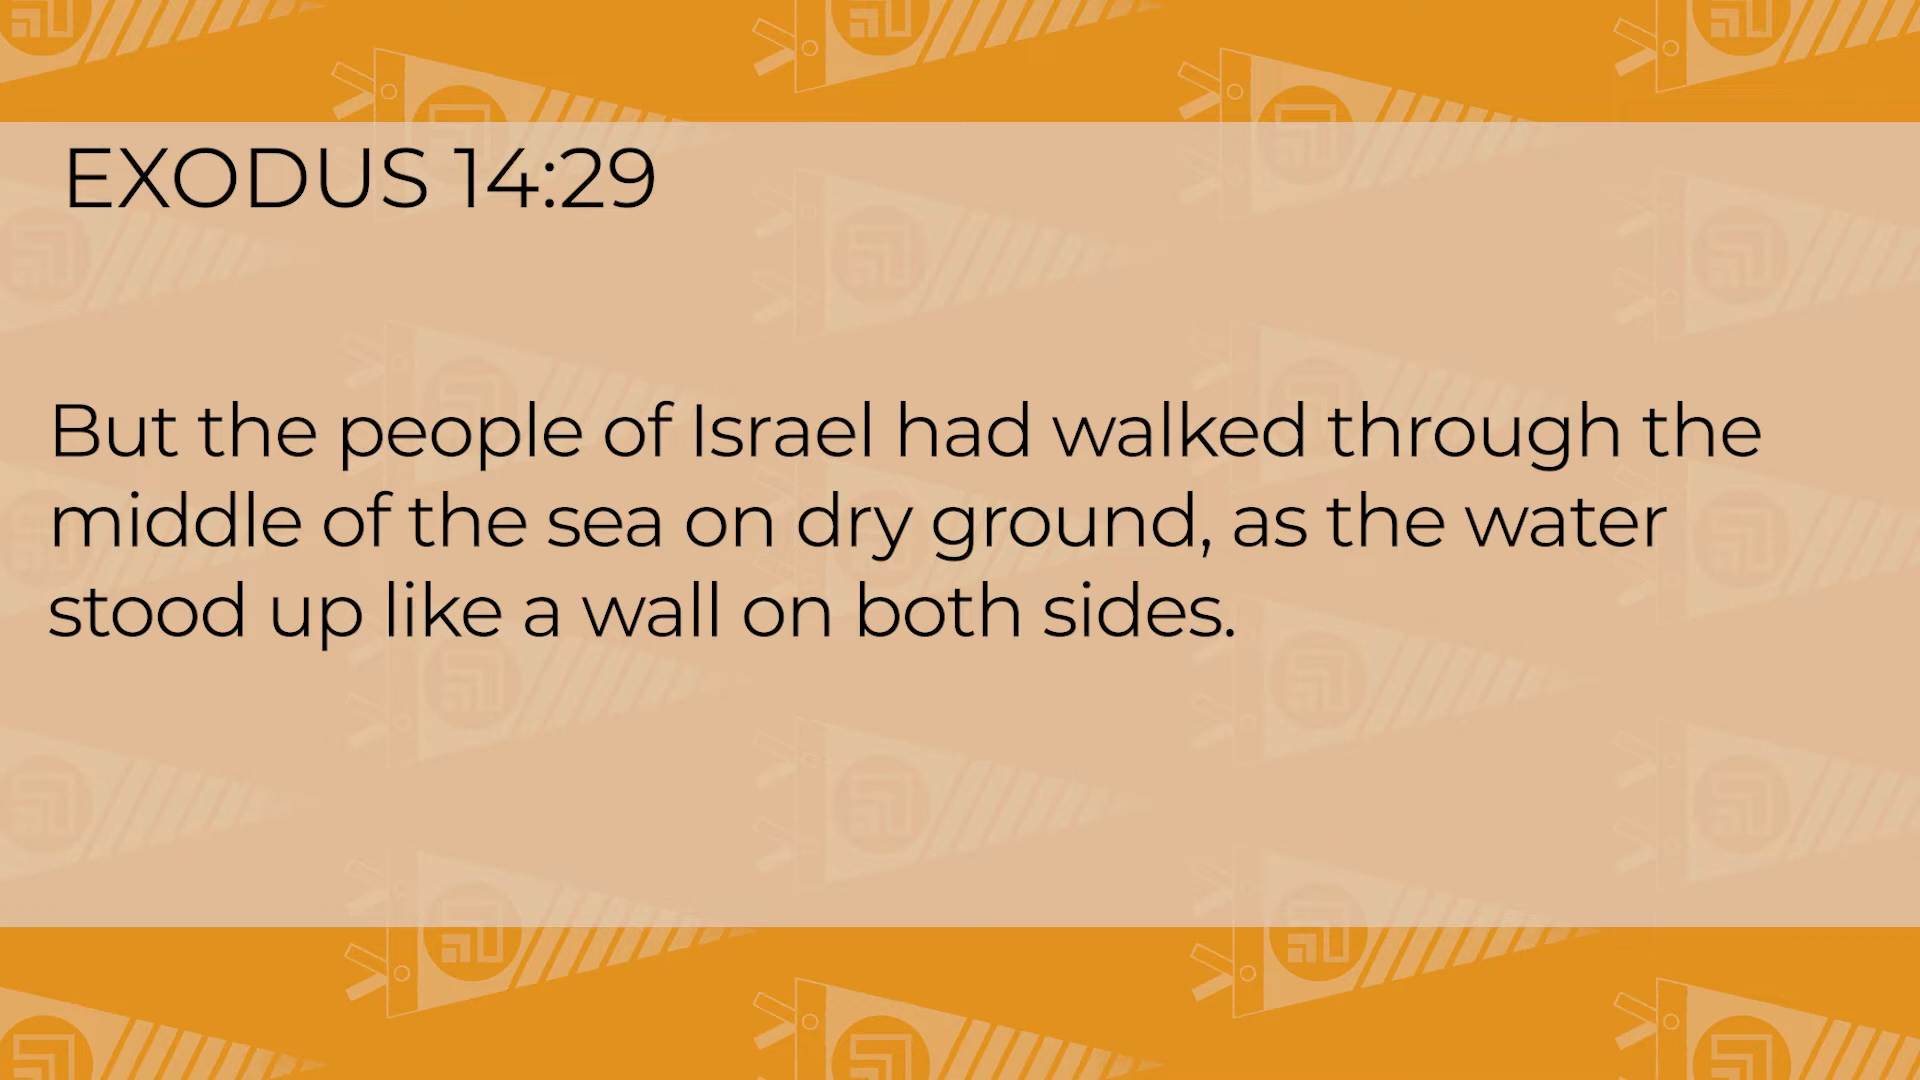 EXODUS 14:29
But the people of Israel had walked through the
middle of the sea on dry ground, as the water
stood up like a wall on both sides.